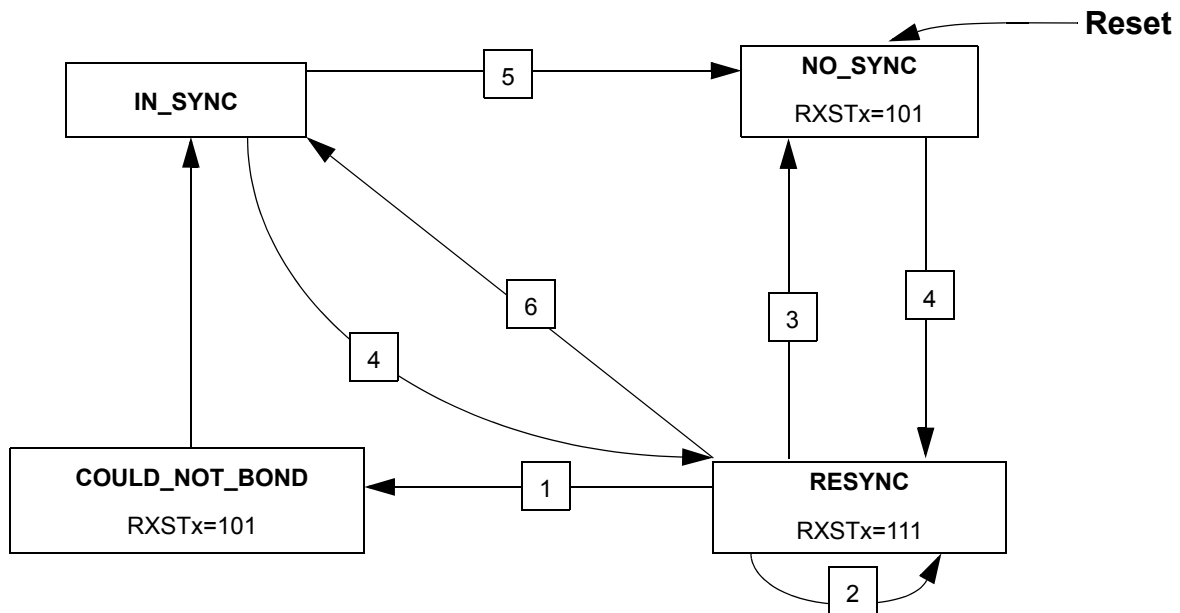 Reset
NO_SYNC
RXSTx=101
5
IN_SYNC
6
3
4
4
COULD_NOT_BOND
RXSTx=101
1
RESYNC
RXSTx=111
2